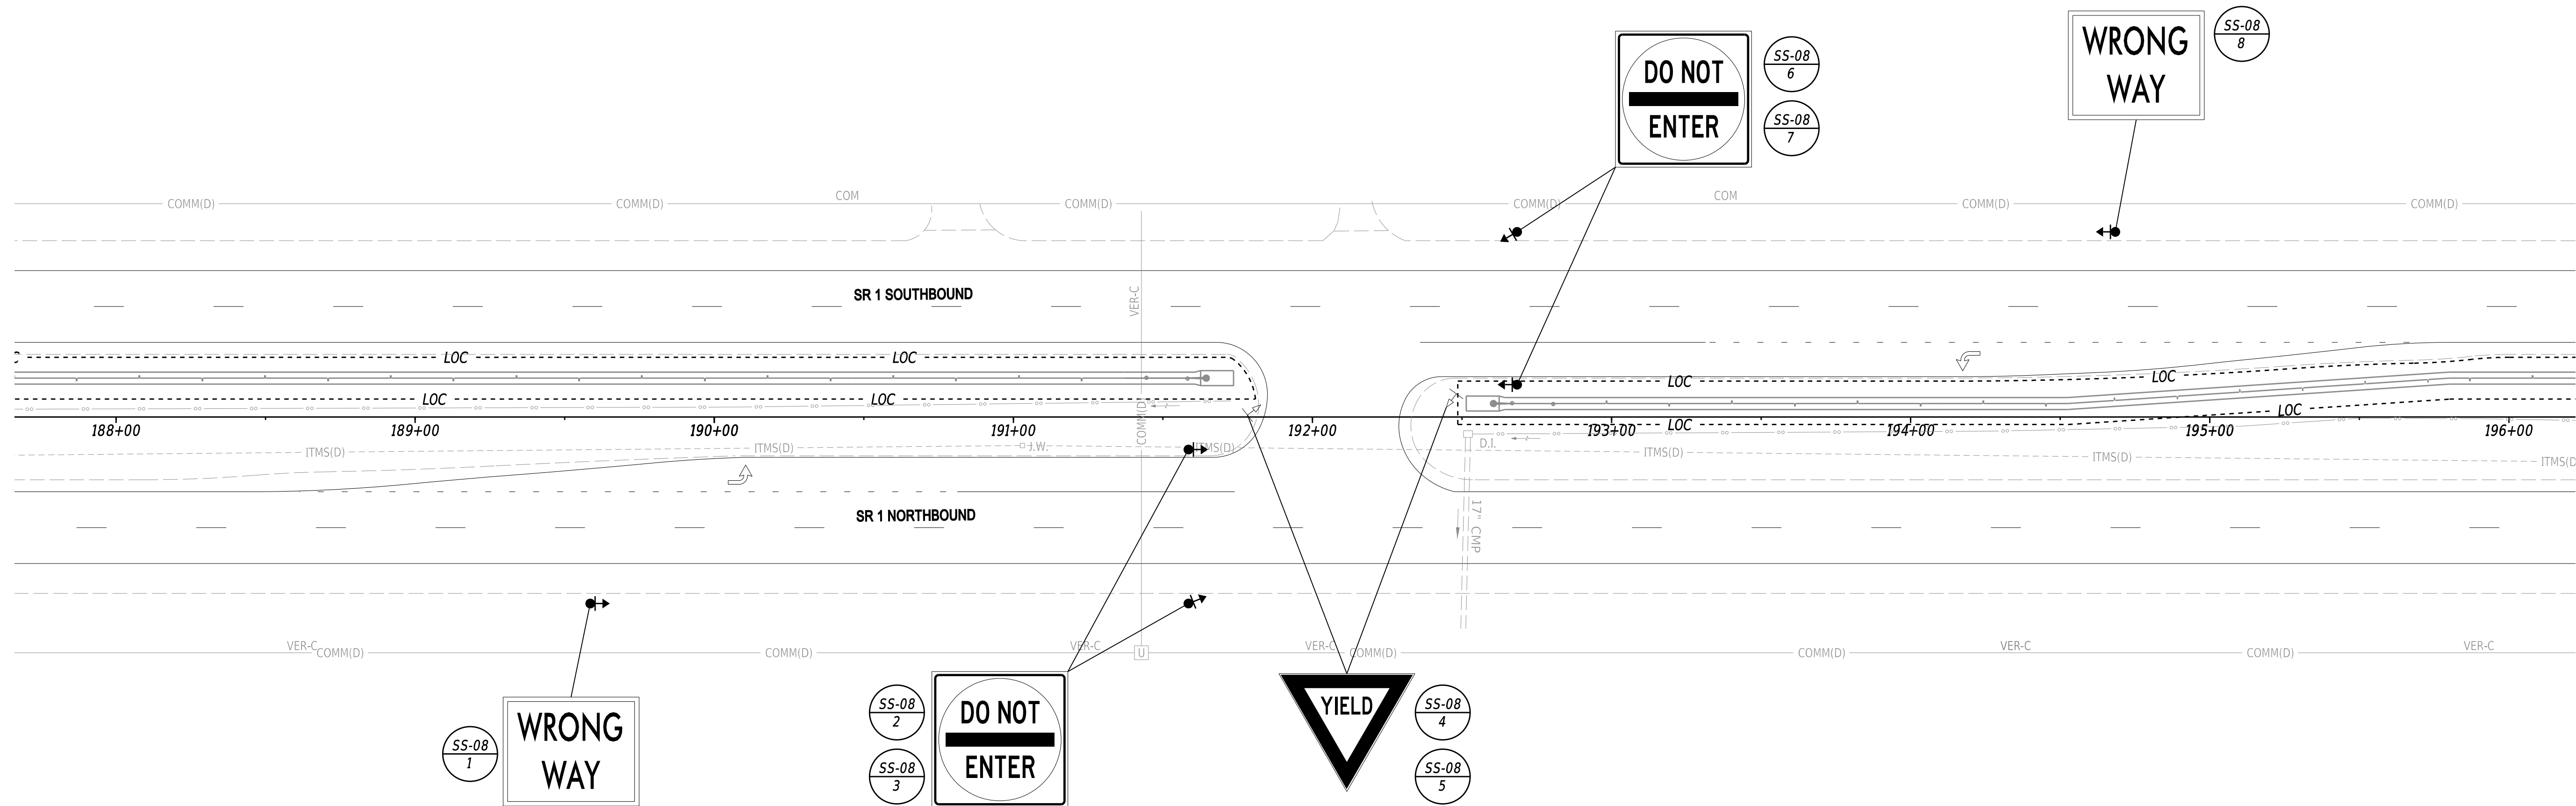 WRONG
WAY
SS-08
8
DO NOT
ENTER
SS-08
6
SS-08
7
COM
COM
COMM(D)
COMM(D)
COMM(D)
COMM(D)
COMM(D)
COMM(D)
SR 1 SOUTHBOUND
VER-C
LOC
LOC
LOC
LOC
LOC
LOC
LOC
LOC
COMM(D)
188+00
189+00
190+00
191+00
192+00
193+00
194+00
195+00
196+00
ITMS(D)
ITMS(D)
J.W.
ITMS(D)
D.I.
ITMS(D)
ITMS(D)
ITMS(D
SR 1 NORTHBOUND
17" CMP
VER-C
VER-C
VER-C
VER-C
VER-C
COMM(D)
COMM(D)
U
COMM(D)
COMM(D)
COMM(D)
SS-08
1
WRONG
WAY
SS-08
2
SS-08
3
DO NOT
ENTER
YIELD
SS-08
4
SS-08
5